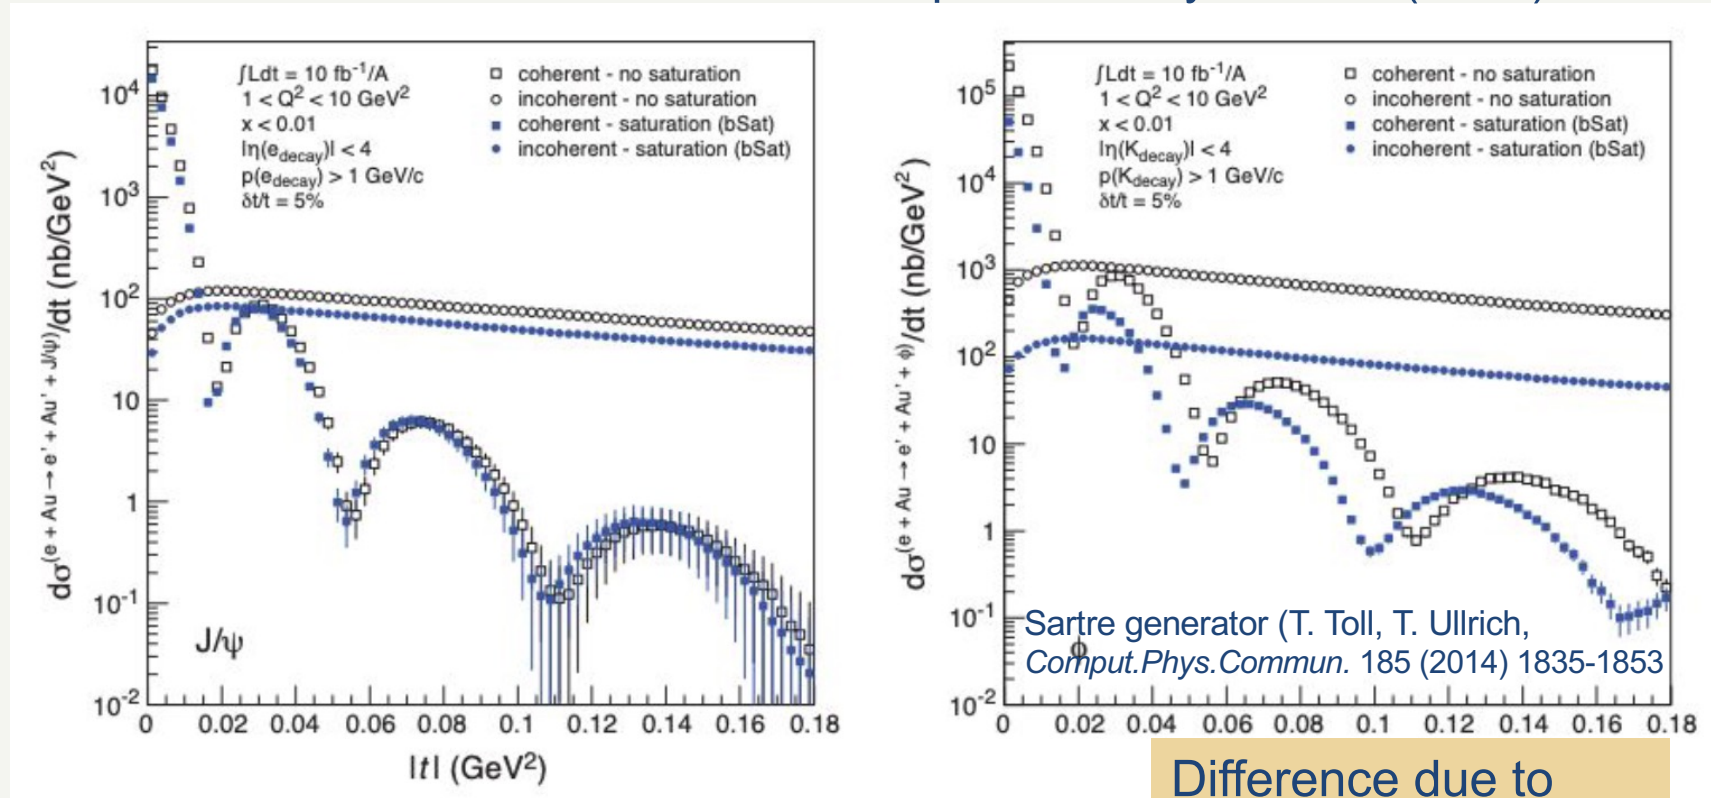 ∫Ldt = 10 fb⁻¹/A
1 < Q² < 10 GeV²
x < 0.01
|η(e_decay)| < 4
p(e_decay) > 1 GeV/c
δt/t = 5%
coherent - no saturation
incoherent - no saturation
coherent - saturation (bSat)
incoherent - saturation (bSat)
dσ^(e + Au → e' + Au' + J/ψ)/dt (nb/GeV²)
10⁴
10³
10²
10
1
10⁻¹
10⁻²
J/ψ
0 0.02 0.04 0.06 0.08 0.1 0.12 0.14 0.16 0.18
|t| (GeV²)
∫Ldt = 10 fb⁻¹/A
1 < Q² < 10 GeV²
x < 0.01
|η(K_decay)| < 4
p(K_decay) > 1 GeV/c
δt/t = 5%
coherent - no saturation
incoherent - no saturation
coherent - saturation (bSat)
incoherent - saturation (bSat)
dσ^(e + Au → e' + Au' + ϕ)/dt (nb/GeV²)
10⁵
10⁴
10³
10²
10
1
10⁻¹
10⁻²
Sartre generator (T. Toll, T. Ullrich,
Comput.Phys.Commun. 185 (2014) 1835-1853
ϕ
0 0.02 0.04 0.06 0.08 0.1 0.12 0.14 0.16 0.18
Difference due to